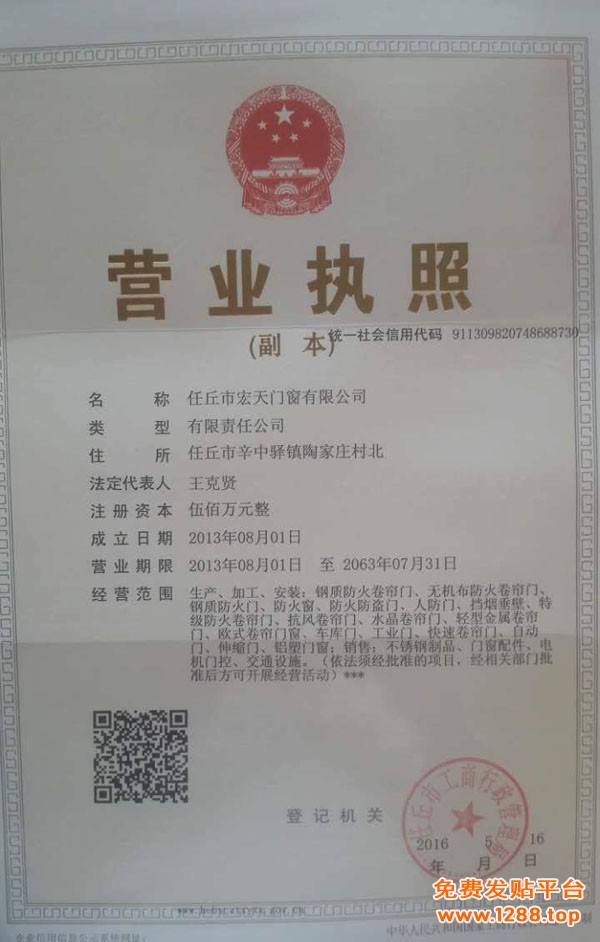 营业执照
(副 本)
统一社会信用代码 911309820748688730
名 称 任丘市宏天门窗有限公司
类 型 有限责任公司
住 所 任丘市辛中驿镇陶家庄村北
法定代表人 王克贤
注册资本 伍佰万元整
成立日期 2013年08月01日
营业期限 2013年08月01日 至 2063年07月31日
经营范围 生产、加工、安装：钢质防火卷帘门、无机布防火卷帘门、
钢质防火门、防火窗、防火防盗门、人防门、挡烟垂壁、特
级防火卷帘门、抗风卷帘门、水晶卷帘门、轻型金属卷帘
门、欧式卷帘门窗、车库门、工业门、快速卷帘门、自动
门、伸缩门、铝塑门窗；销售：不锈钢制品、门窗配件、电
机门控、交通设施。（依法须经批准的项目，经相关部门批
准后方可开展经营活动）***
登记机关
任丘市工商行政管理局
2016 5 16
年 月 日
企业信用信息公示系统网址：
免费发贴平台
www.1288.top